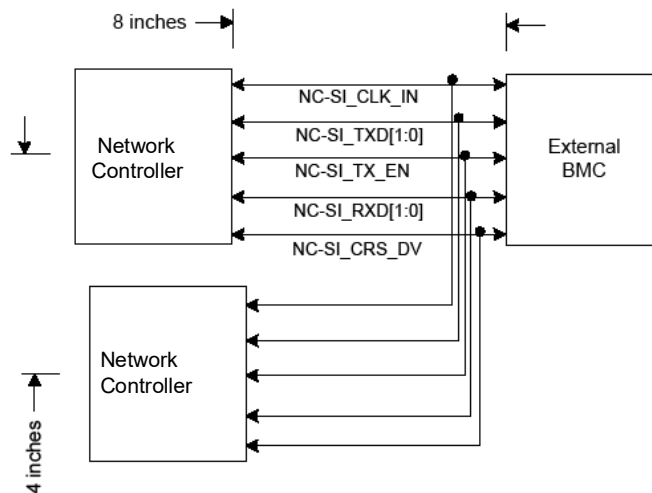 8 inches
Network
Controller
NC-SI_CLK_IN
NC-SI_TXD[1:0]
NC-SI_TX_EN
NC-SI_RXD[1:0]
NC-SI_CRS_DV
External
BMC
Network
Controller
4 inches